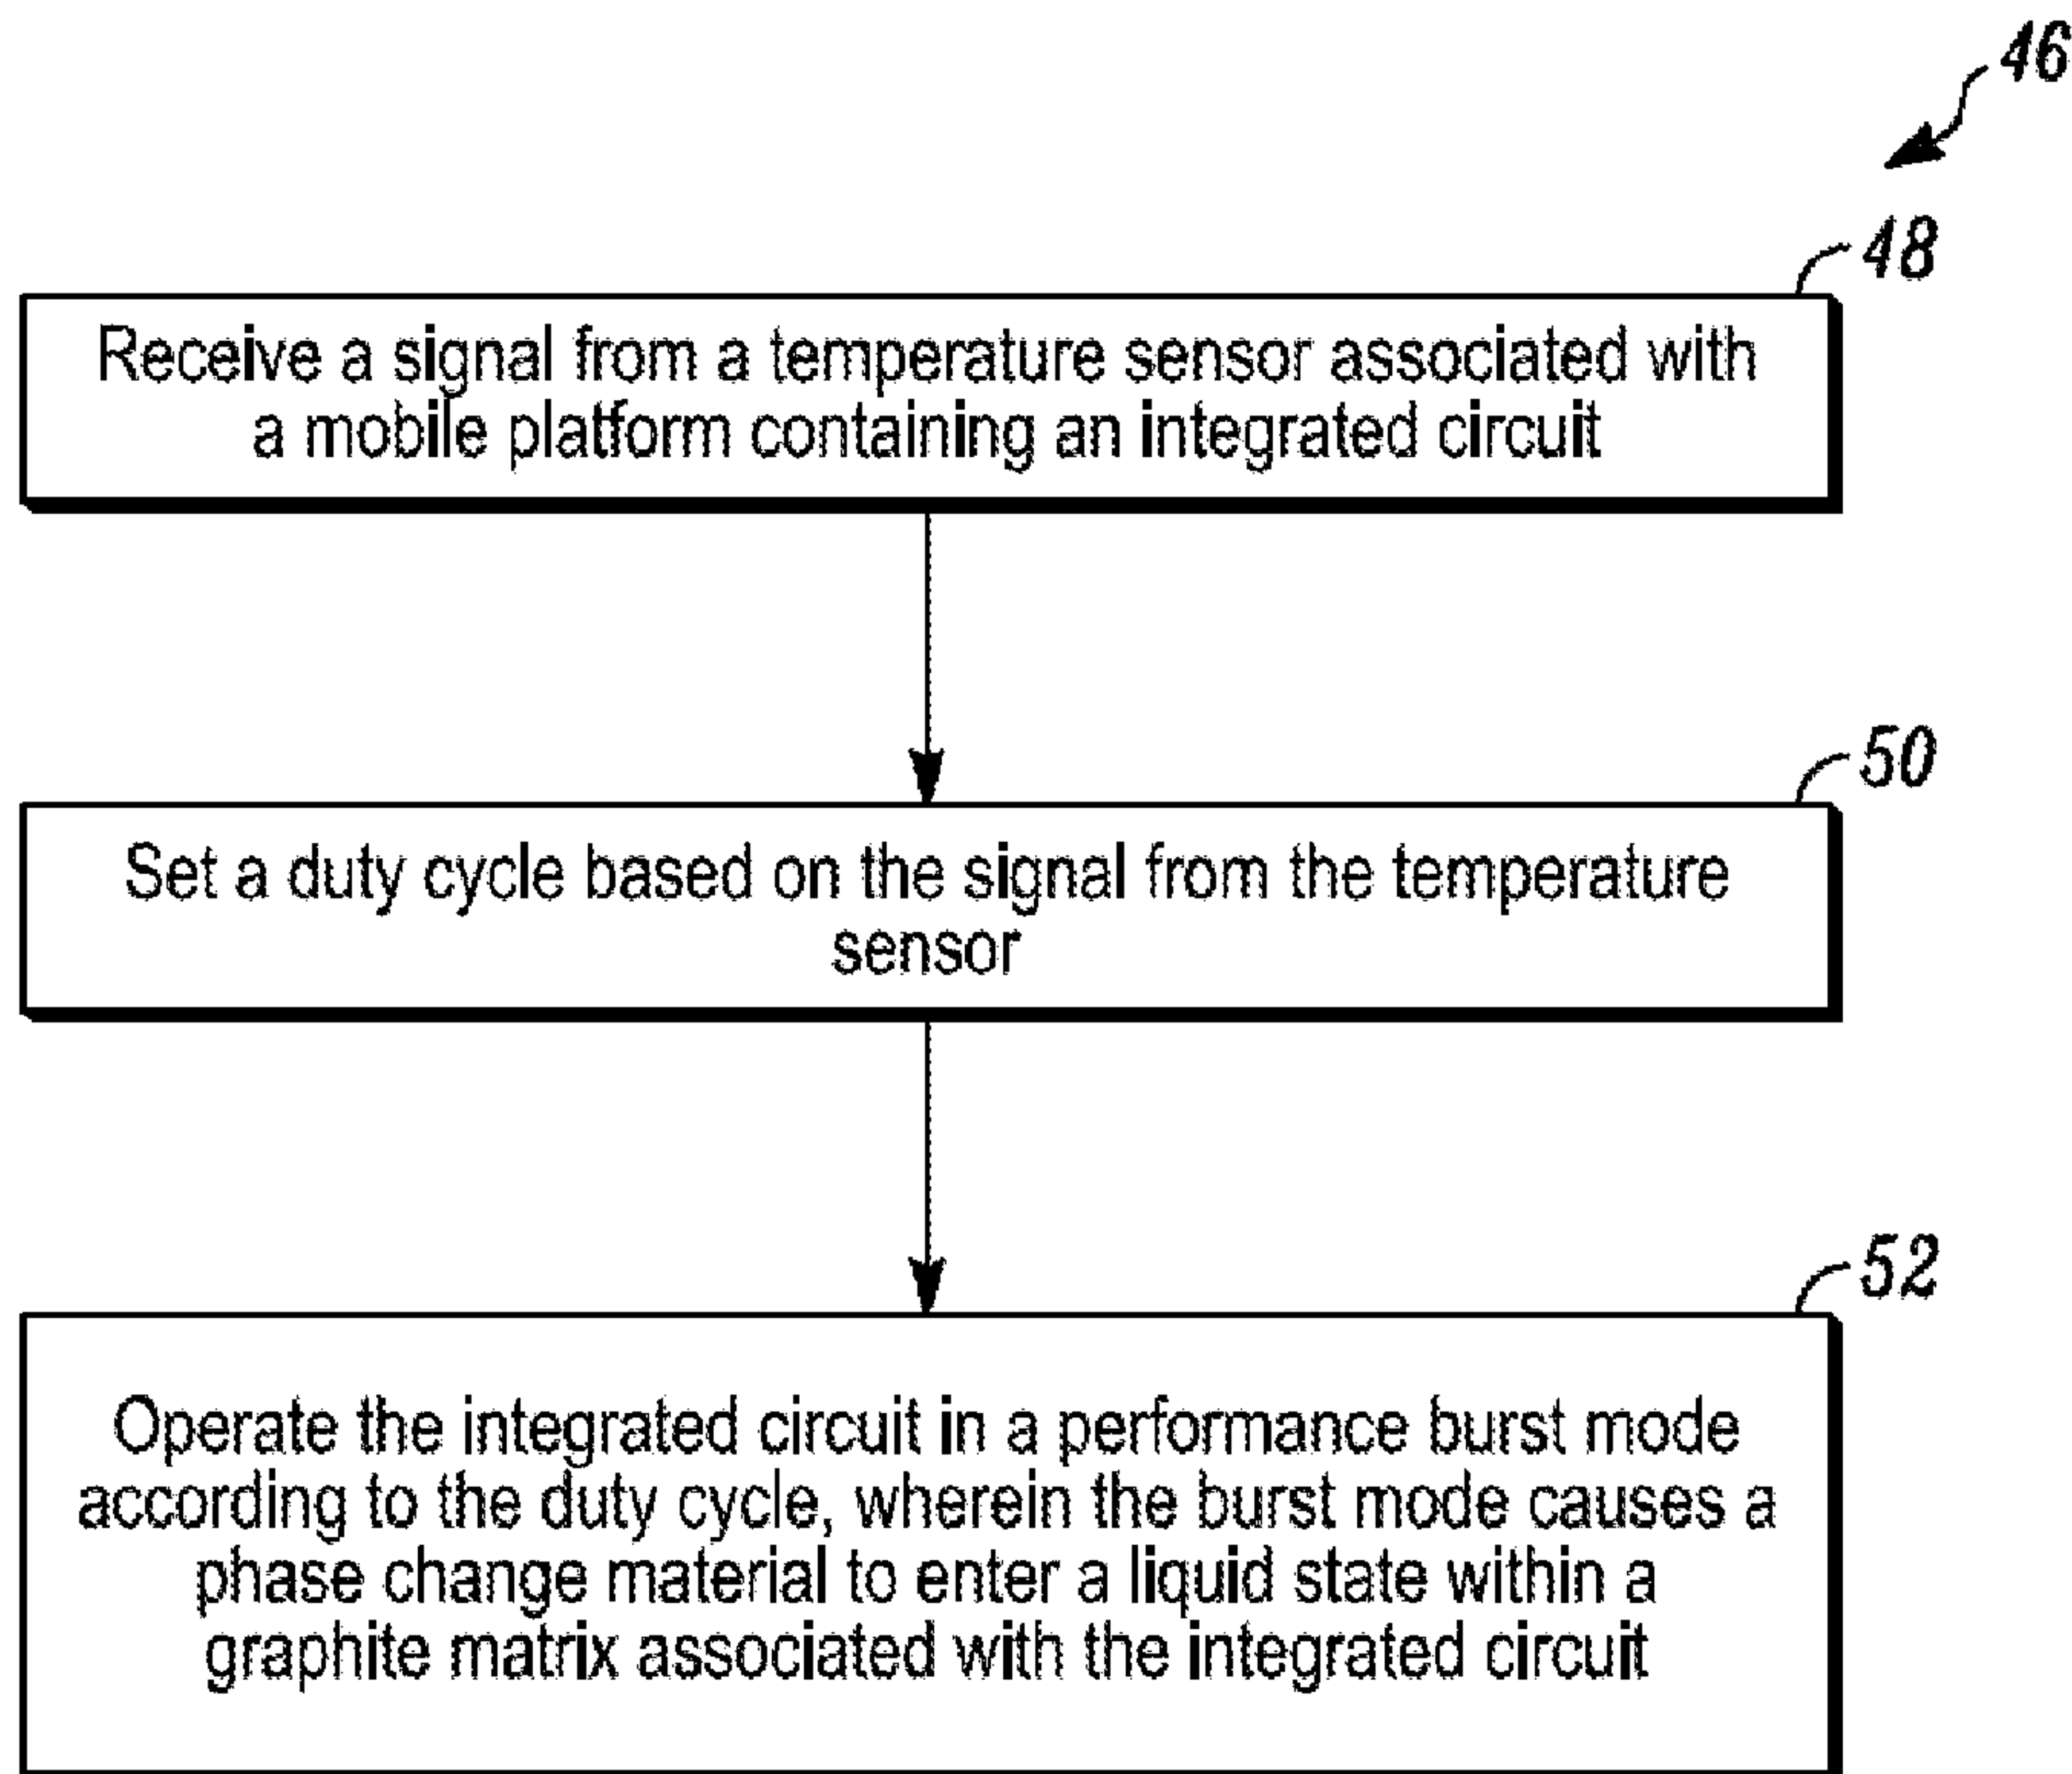 46
48
Receive a signal from a temperature sensor associated with
a mobile platform containing an integrated circuit
50
Set a duty cycle based on the signal from the temperature
sensor
52
Operate the integrated circuit in a performance burst mode
according to the duty cycle, wherein the burst mode causes a
phase change material to enter a liquid state within a
graphite matrix associated with the integrated circuit